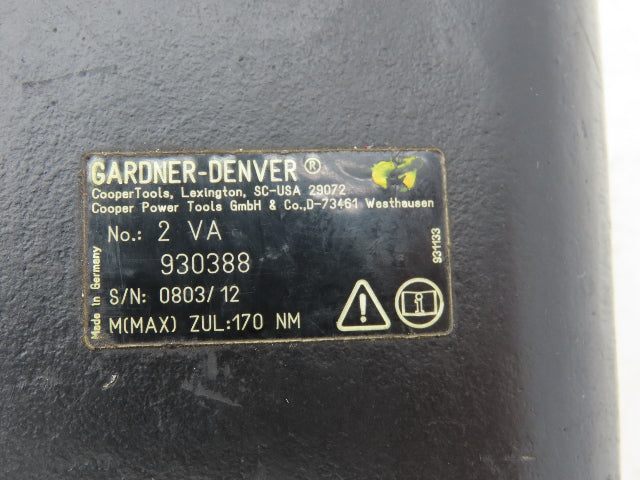 GARDNER-DENVER®
CooperTools, Lexington, SC-USA 29072
Cooper Power Tools GmbH & Co.,D-73461 Westhausen
No.: 2 VA
930388
S/N: 0803/12
M(MAX) ZUL:170 NM
Made in Germany
931133